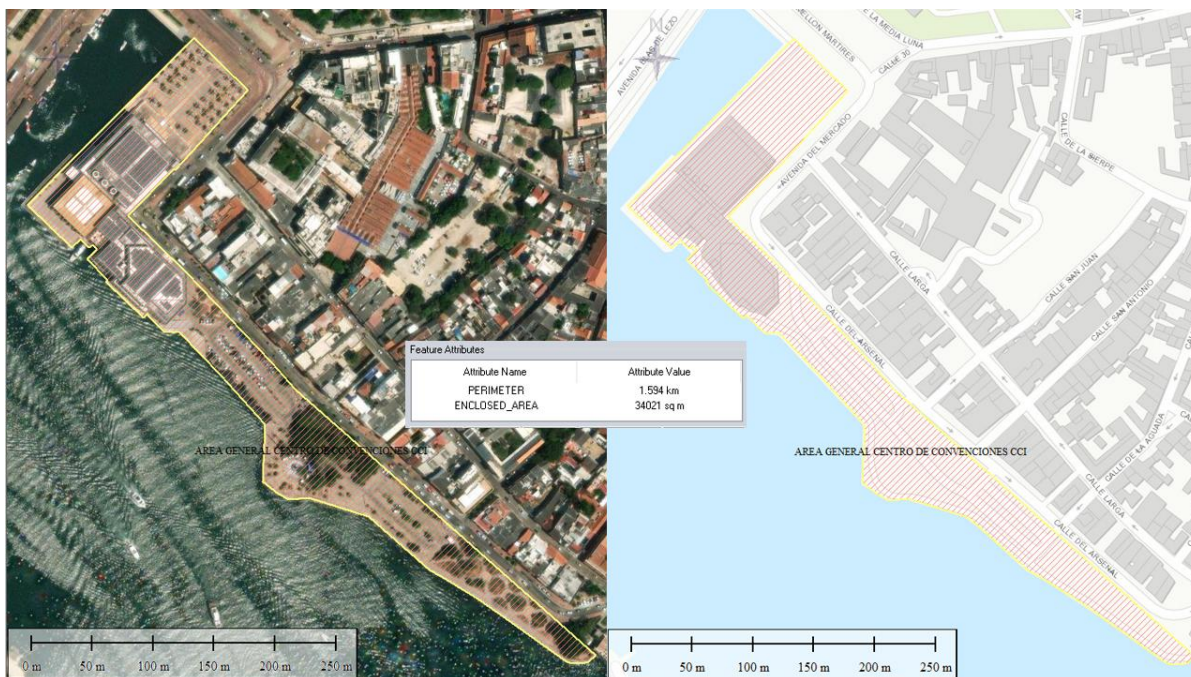 AREA GENERAL CENTRO DE CONVENCIONES CCI
0 m 50 m 100 m 150 m 200 m 250 m
Feature Attributes
Attribute Name Attribute Value
PERIMETER 1.594 km
ENCLOSED_AREA 34021 sq m
N
AVENIDA BLAS DE LEZO
MELLON MARTIRES
DE LA MEDIA LUNA
CALLE 30
AV
AVENIDA DEL MERCADO
CALLE DE LA SIERPE
CALLE LARGA
CALLE SAN JUAN
CALLE SAN ANTONIO
CALLE DEL ARSENAL
AREA GENERAL CENTRO DE CONVENCIONES CCI
CALLE DE LA AGUADA
CALLE LARGA
CALLE DEL ARSENAL
0 m 50 m 100 m 150 m 200 m 250 m